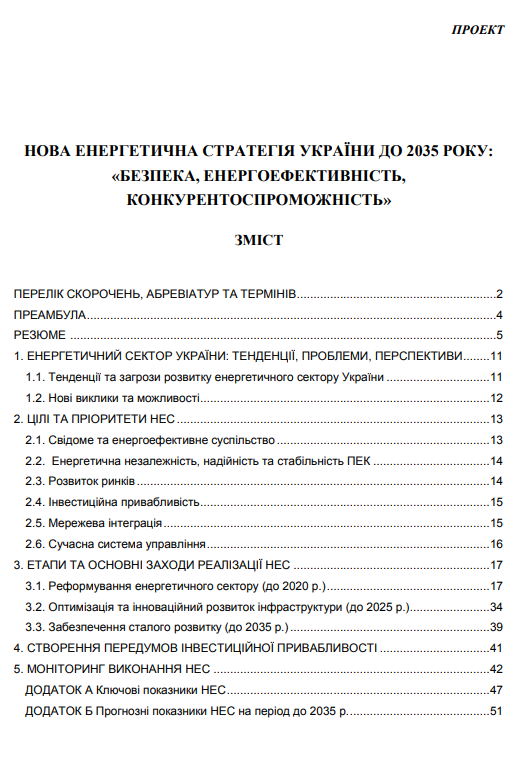 ПРОЕКТ
НОВА ЕНЕРГЕТИЧНА СТРАТЕГІЯ УКРАЇНИ ДО 2035 РОКУ:
«БЕЗПЕКА, ЕНЕРГОЕФЕКТИВНІСТЬ,
КОНКУРЕНТОСПРОМОЖНІСТЬ»
ЗМІСТ
ПЕРЕЛІК СКОРОЧЕНЬ, АБРЕВІАТУР ТА ТЕРМІНІВ...............2
ПРЕАМБУЛА...............4
РЕЗЮМЕ ...............5
1. ЕНЕРГЕТИЧНИЙ СЕКТОР УКРАЇНИ: ТЕНДЕНЦІЇ, ПРОБЛЕМИ, ПЕРСПЕКТИВИ........11
1.1. Тенденції та загрози розвитку енергетичного сектору України ...............11
1.2. Нові виклики та можливості...............12
2. ЦІЛІ ТА ПРІОРИТЕТИ НЕС...............13
2.1. Свідоме та енергоефективне суспільство...............13
2.2. Енергетична незалежність, надійність та стабільність ПЕК ...............14
2.3. Розвиток ринків...............14
2.4. Інвестиційна привабливість...............15
2.5. Мережева інтеграція...............15
2.6. Сучасна система управління...............16
3. ЕТАПИ ТА ОСНОВНІ ЗАХОДИ РЕАЛІЗАЦІЇ НЕС ...............17
3.1. Реформування енергетичного сектору (до 2020 р.)...............17
3.2. Оптимізація та інноваційний розвиток інфраструктури (до 2025 р.)...............34
3.3. Забезпечення сталого розвитку (до 2035 р.)...............39
4. СТВОРЕННЯ ПЕРЕДУМОВ ІНВЕСТИЦІЙНОЇ ПРИВАБЛИВОСТІ ...............41
5. МОНІТОРИНГ ВИКОНАННЯ НЕС ...............42
ДОДАТОК А Ключові показники НЕС...............47
ДОДАТОК Б Прогнозні показники НЕС на період до 2035 р................51